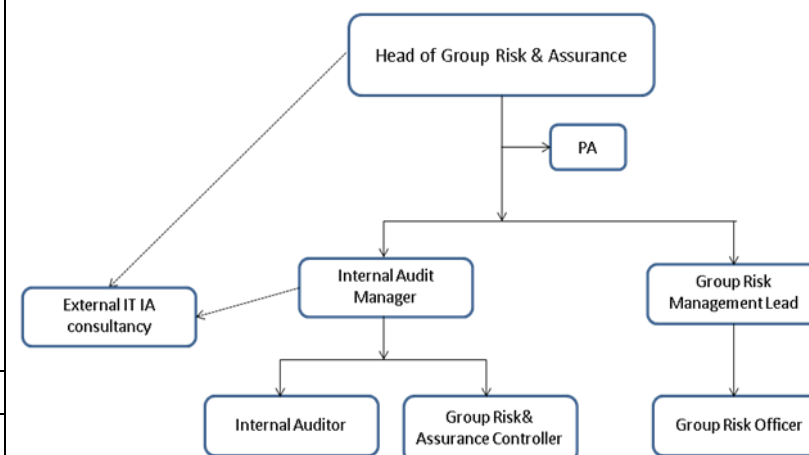 Head of Group Risk & Assurance
PA
Internal Audit
Manager
Group Risk
Management Lead
External IT IA
consultancy
Internal Auditor
Group Risk&
Assurance Controller
Group Risk Officer